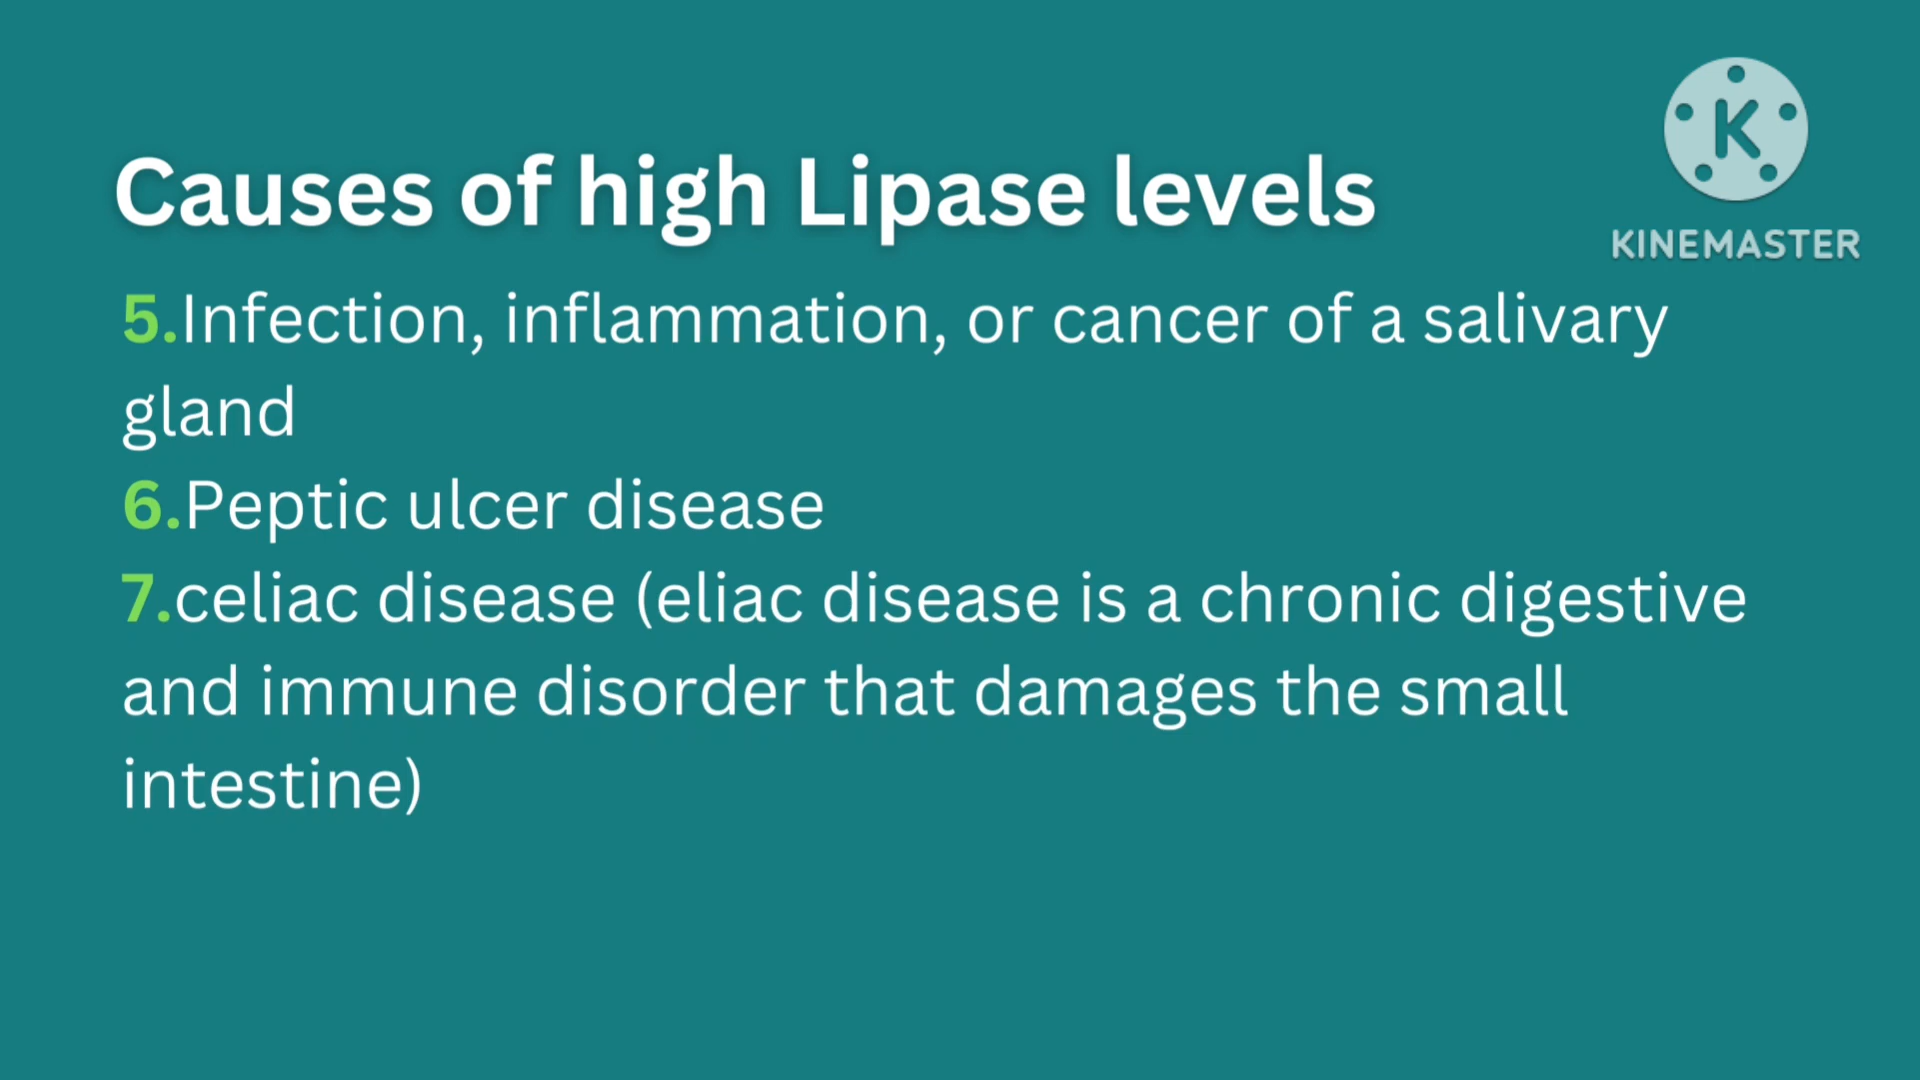 K
KINEMASTER
Causes of high Lipase levels
5.Infection, inflammation, or cancer of a salivary
gland
6.Peptic ulcer disease
7.celiac disease (eliac disease is a chronic digestive
and immune disorder that damages the small
intestine)